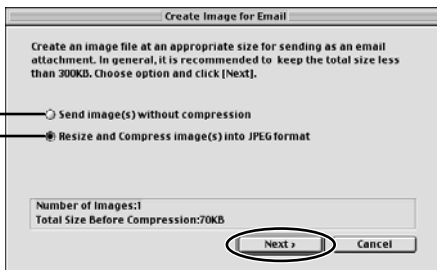 Create Image for Email
Create an image file at an appropriate size for sending as an email
attachment. In general, it is recommended to keep the total size less
than 300KB. Choose option and click [Next].
Send image(s) without compression
Resize and Compress image(s) into JPEG format
Number of Images:1
Total Size Before Compression:70KB
Next >
Cancel